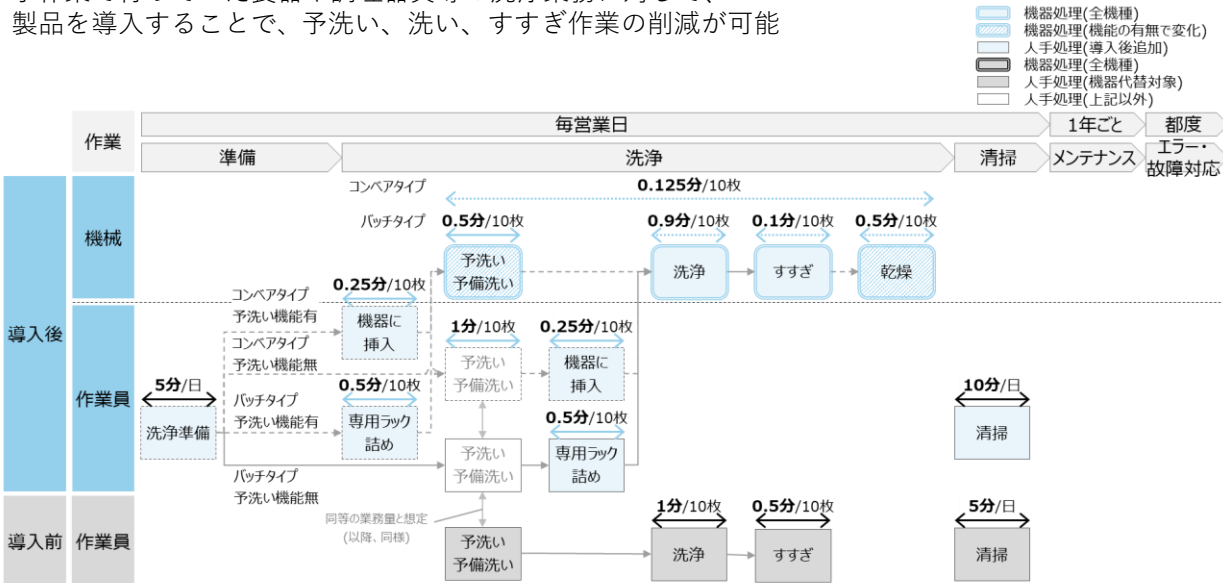 製品を導入することで、予洗い、洗い、すすぎ作業の削減が可能
機器処理(全機種)
機器処理(機能の有無で変化)
人手処理(導入後追加)
機器処理(全機種)
人手処理(機器代替対象)
人手処理(上記以外)
作業
毎営業日
1年ごと
都度
準備
洗浄
清掃
メンテナンス
エラー・
故障対応
導入後
機械
コンベアタイプ
0.125分/10枚
バッチタイプ
0.5分/10枚
0.9分/10枚
0.1分/10枚
0.5分/10枚
予洗い
予備洗い
洗浄
すすぎ
乾燥
作業員
5分/日
洗浄準備
コンベアタイプ
予洗い機能有
0.25分/10枚
機器に
挿入
コンベアタイプ
予洗い機能無
1分/10枚
予洗い
予備洗い
0.25分/10枚
機器に
挿入
バッチタイプ
予洗い機能有
0.5分/10枚
専用ラック
詰め
バッチタイプ
予洗い機能無
予洗い
予備洗い
0.5分/10枚
専用ラック
詰め
10分/日
清掃
同等の業務量と想定
(以降、同様)
導入前
作業員
予洗い
予備洗い
1分/10枚
洗浄
0.5分/10枚
すすぎ
5分/日
清掃